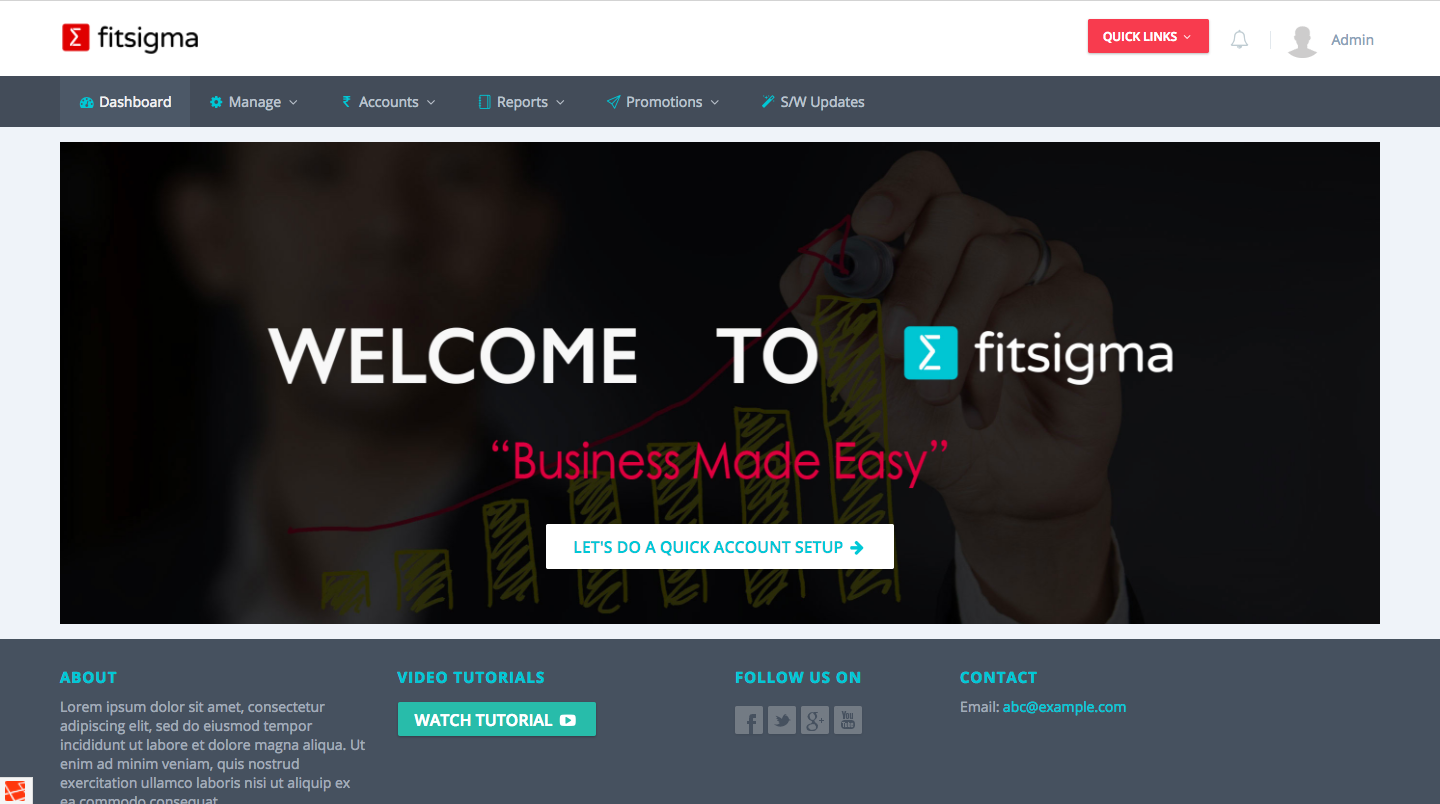 Σ fitsigma
QUICK LINKS
Admin
Dashboard
Manage
Accounts
Reports
Promotions
S/W Updates
WELCOME TO Σ fitsigma
“Business Made Easy”
LET'S DO A QUICK ACCOUNT SETUP
ABOUT
Lorem ipsum dolor sit amet, consectetur
adipiscing elit, sed do eiusmod tempor
incididunt ut labore et dolore magna aliqua. Ut
enim ad minim veniam, quis nostrud
exercitation ullamco laboris nisi ut aliquip ex
ea commodo consequat.
VIDEO TUTORIALS
WATCH TUTORIAL
FOLLOW US ON
You Tube
CONTACT
Email: abc@example.com